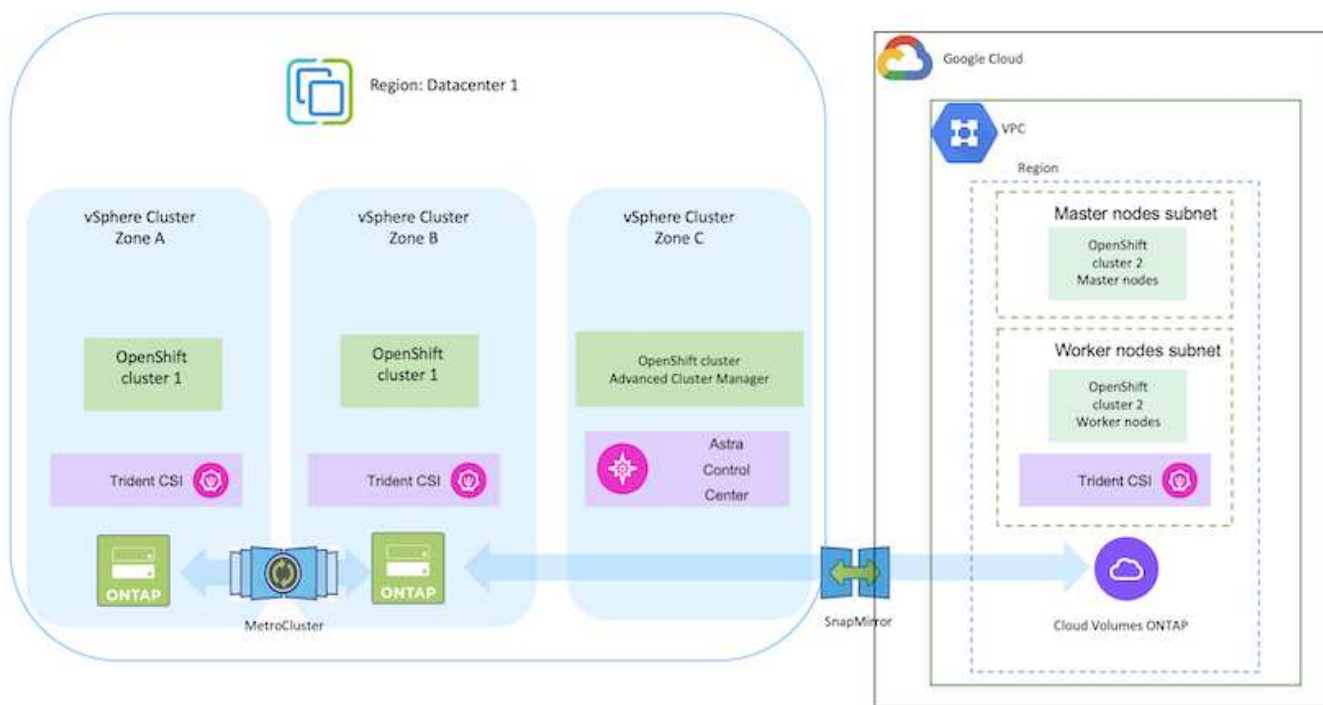 Region: Datacenter 1
vSphere Cluster
Zone A
OpenShift
cluster 1
Trident CSI
ONTAP
vSphere Cluster
Zone B
OpenShift
cluster 1
Trident CSI
ONTAP
MetroCluster
vSphere Cluster
Zone C
OpenShift cluster
Advanced Cluster Manager
Astra
Control
Center
SnapMirror
Google Cloud
VPC
Region
Master nodes subnet
OpenShift
cluster 2
Master nodes
Worker nodes subnet
OpenShift
cluster 2
Worker nodes
Trident CSI
Cloud Volumes ONTAP